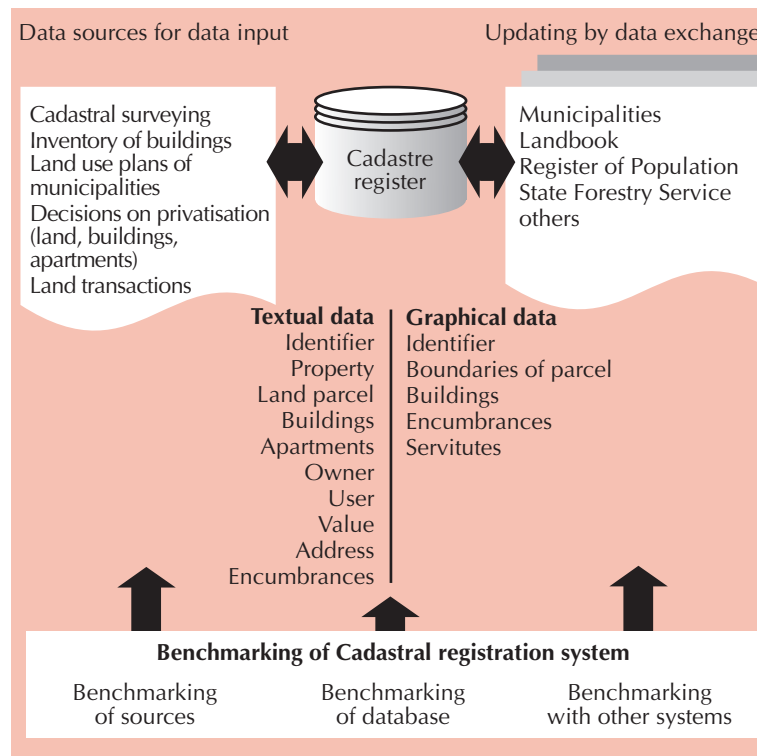 Data sources for data input
Updating by data exchange
Cadastral surveying
Inventory of buildings
Land use plans of
municipalities
Decisions on privatisation
(land, buildings,
apartments)
Land transactions
Cadastre
register
Municipalities
Landbook
Register of Population
State Forestry Service
others
Textual data
Identifier
Property
Land parcel
Buildings
Apartments
Owner
User
Value
Address
Encumbrances
Graphical data
Identifier
Boundaries of parcel
Buildings
Encumbrances
Servitutes
Benchmarking of Cadastral registration system
Benchmarking
of sources
Benchmarking
of database
Benchmarking
with other systems